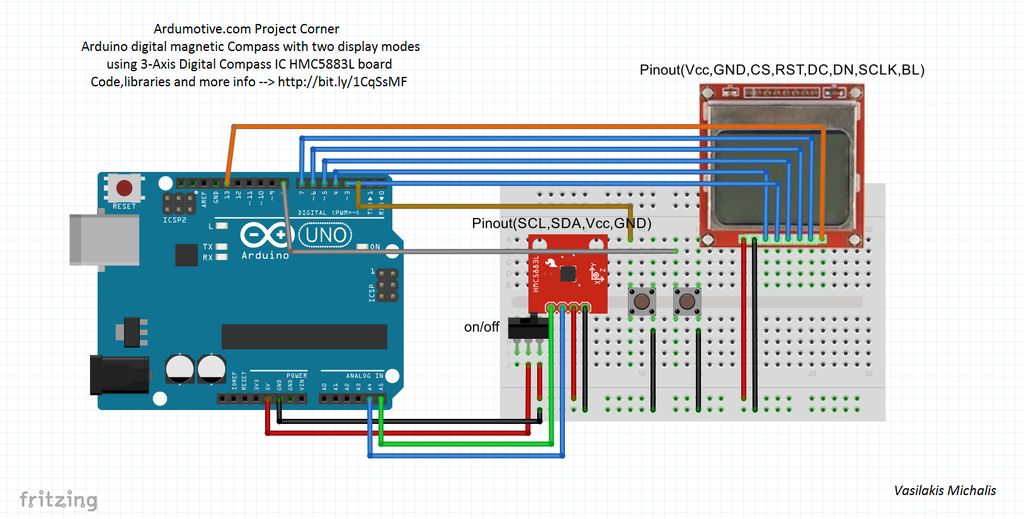 Ardumotive.com Project Corner
Arduino digital magnetic Compass with two display modes
using 3-Axis Digital Compass IC HMC5883L board
Code,libraries and more info --> http://bit.ly/1CqSsMF
Pinout(Vcc,GND,CS,RST,DC,DN,SCLK,BL)
RESET
ICSP2
AREF
GND
13
12
~11
~10
~9
7
~6
~5
4
~3
2
DIGITAL (PWM~)
L
TX
RX
Arduino
UNO
ON
ICSP
1
Pinout(SCL,SDA,Vcc,GND)
HMC5883L
on/off
POWER
ANALOG IN
IOREF
RESET
3V3
5V
GND
GND
VIN
A0
A1
A2
A3
A4
A5
10
25
30
fritzing
Vasilakis Michalis